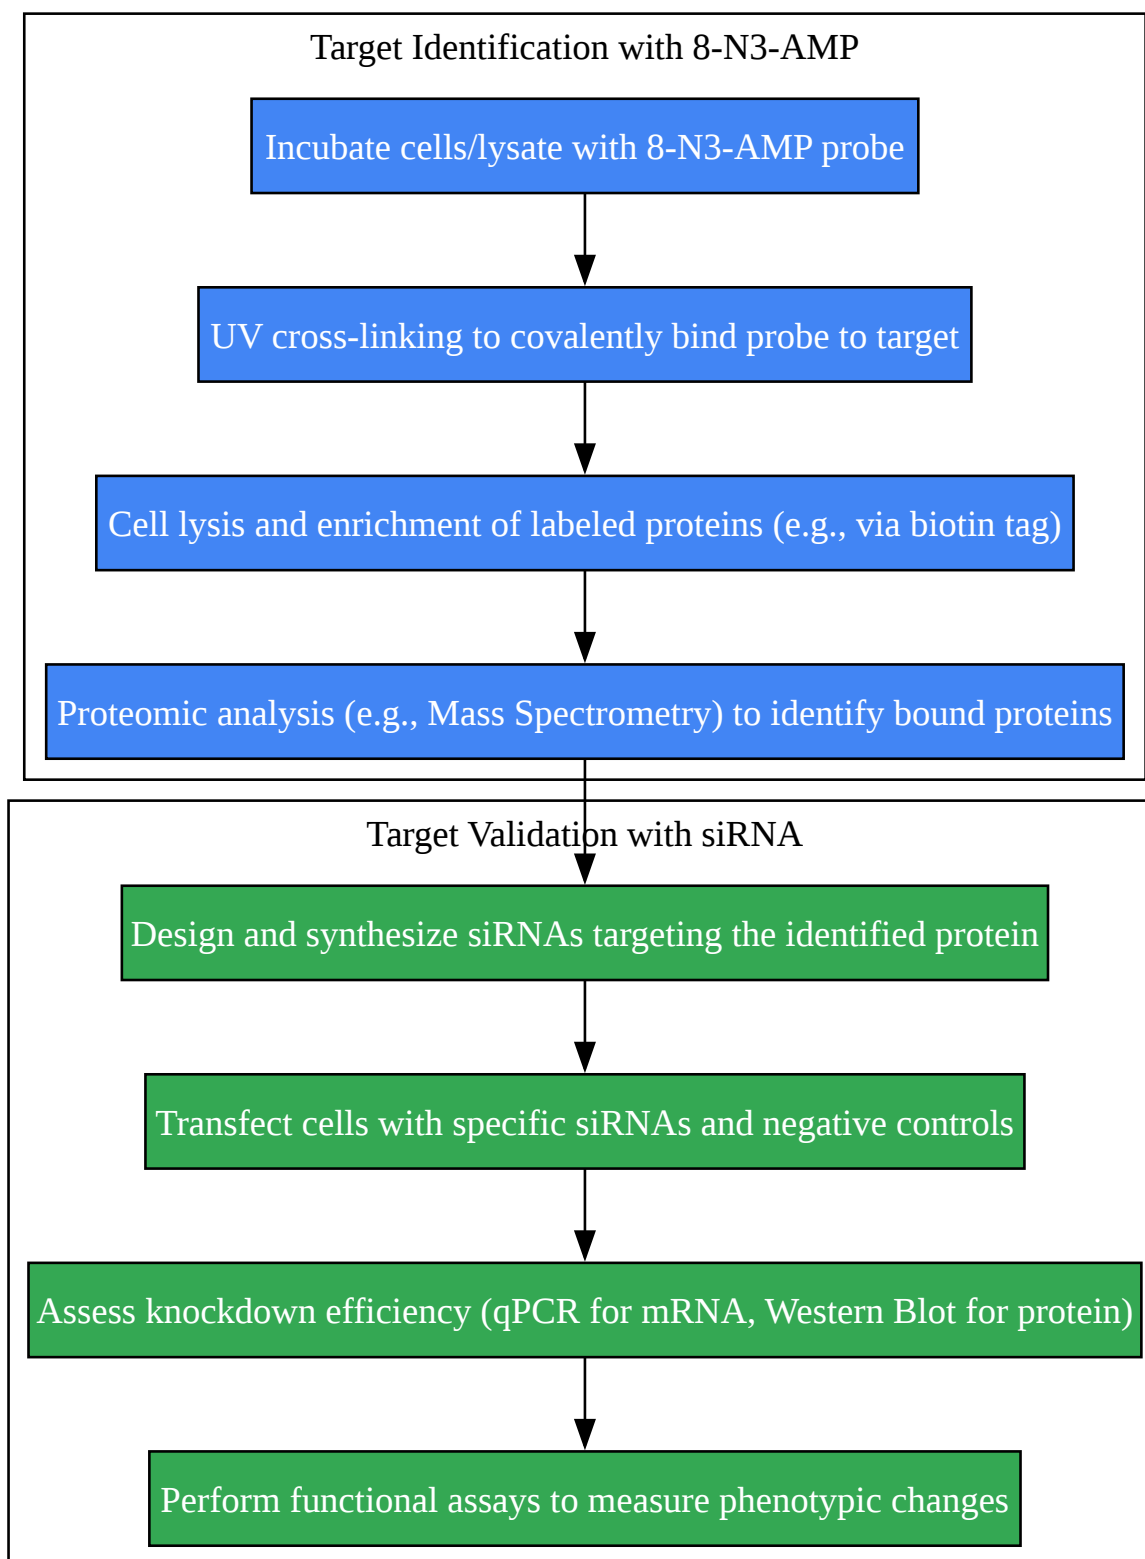 Target Identification with 8-N3-AMP
Incubate cells/lysate with 8-N3-AMP probe
UV cross-linking to covalently bind probe to target
Cell lysis and enrichment of labeled proteins (e.g., via biotin tag)
Proteomic analysis (e.g., Mass Spectrometry) to identify bound proteins
Target Validation with siRNA
Design and synthesize siRNAs targeting the identified protein
Transfect cells with specific siRNAs and negative controls
Assess knockdown efficiency (qPCR for mRNA, Western Blot for protein)
Perform functional assays to measure phenotypic changes